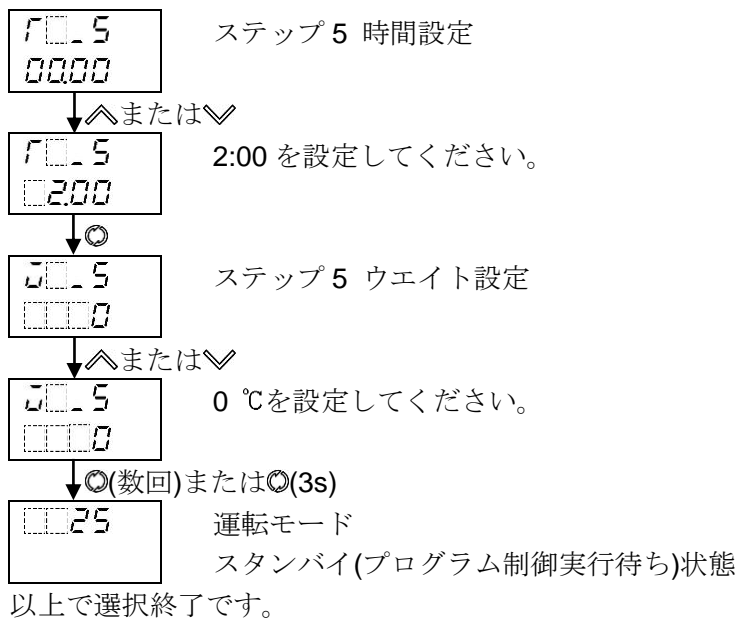 「□_5 ステップ 5 時間設定
00.00
∧または∨
「□_5 2:00 を設定してください。
□2.00
□_5 ステップ 5 ウエイト設定
□□□0
∧または∨
□_5 0 ℃を設定してください。
□□□0
(数回)または(3s)
□□25 運転モード
スタンバイ(プログラム制御実行待ち)状態
以上で選択終了です。